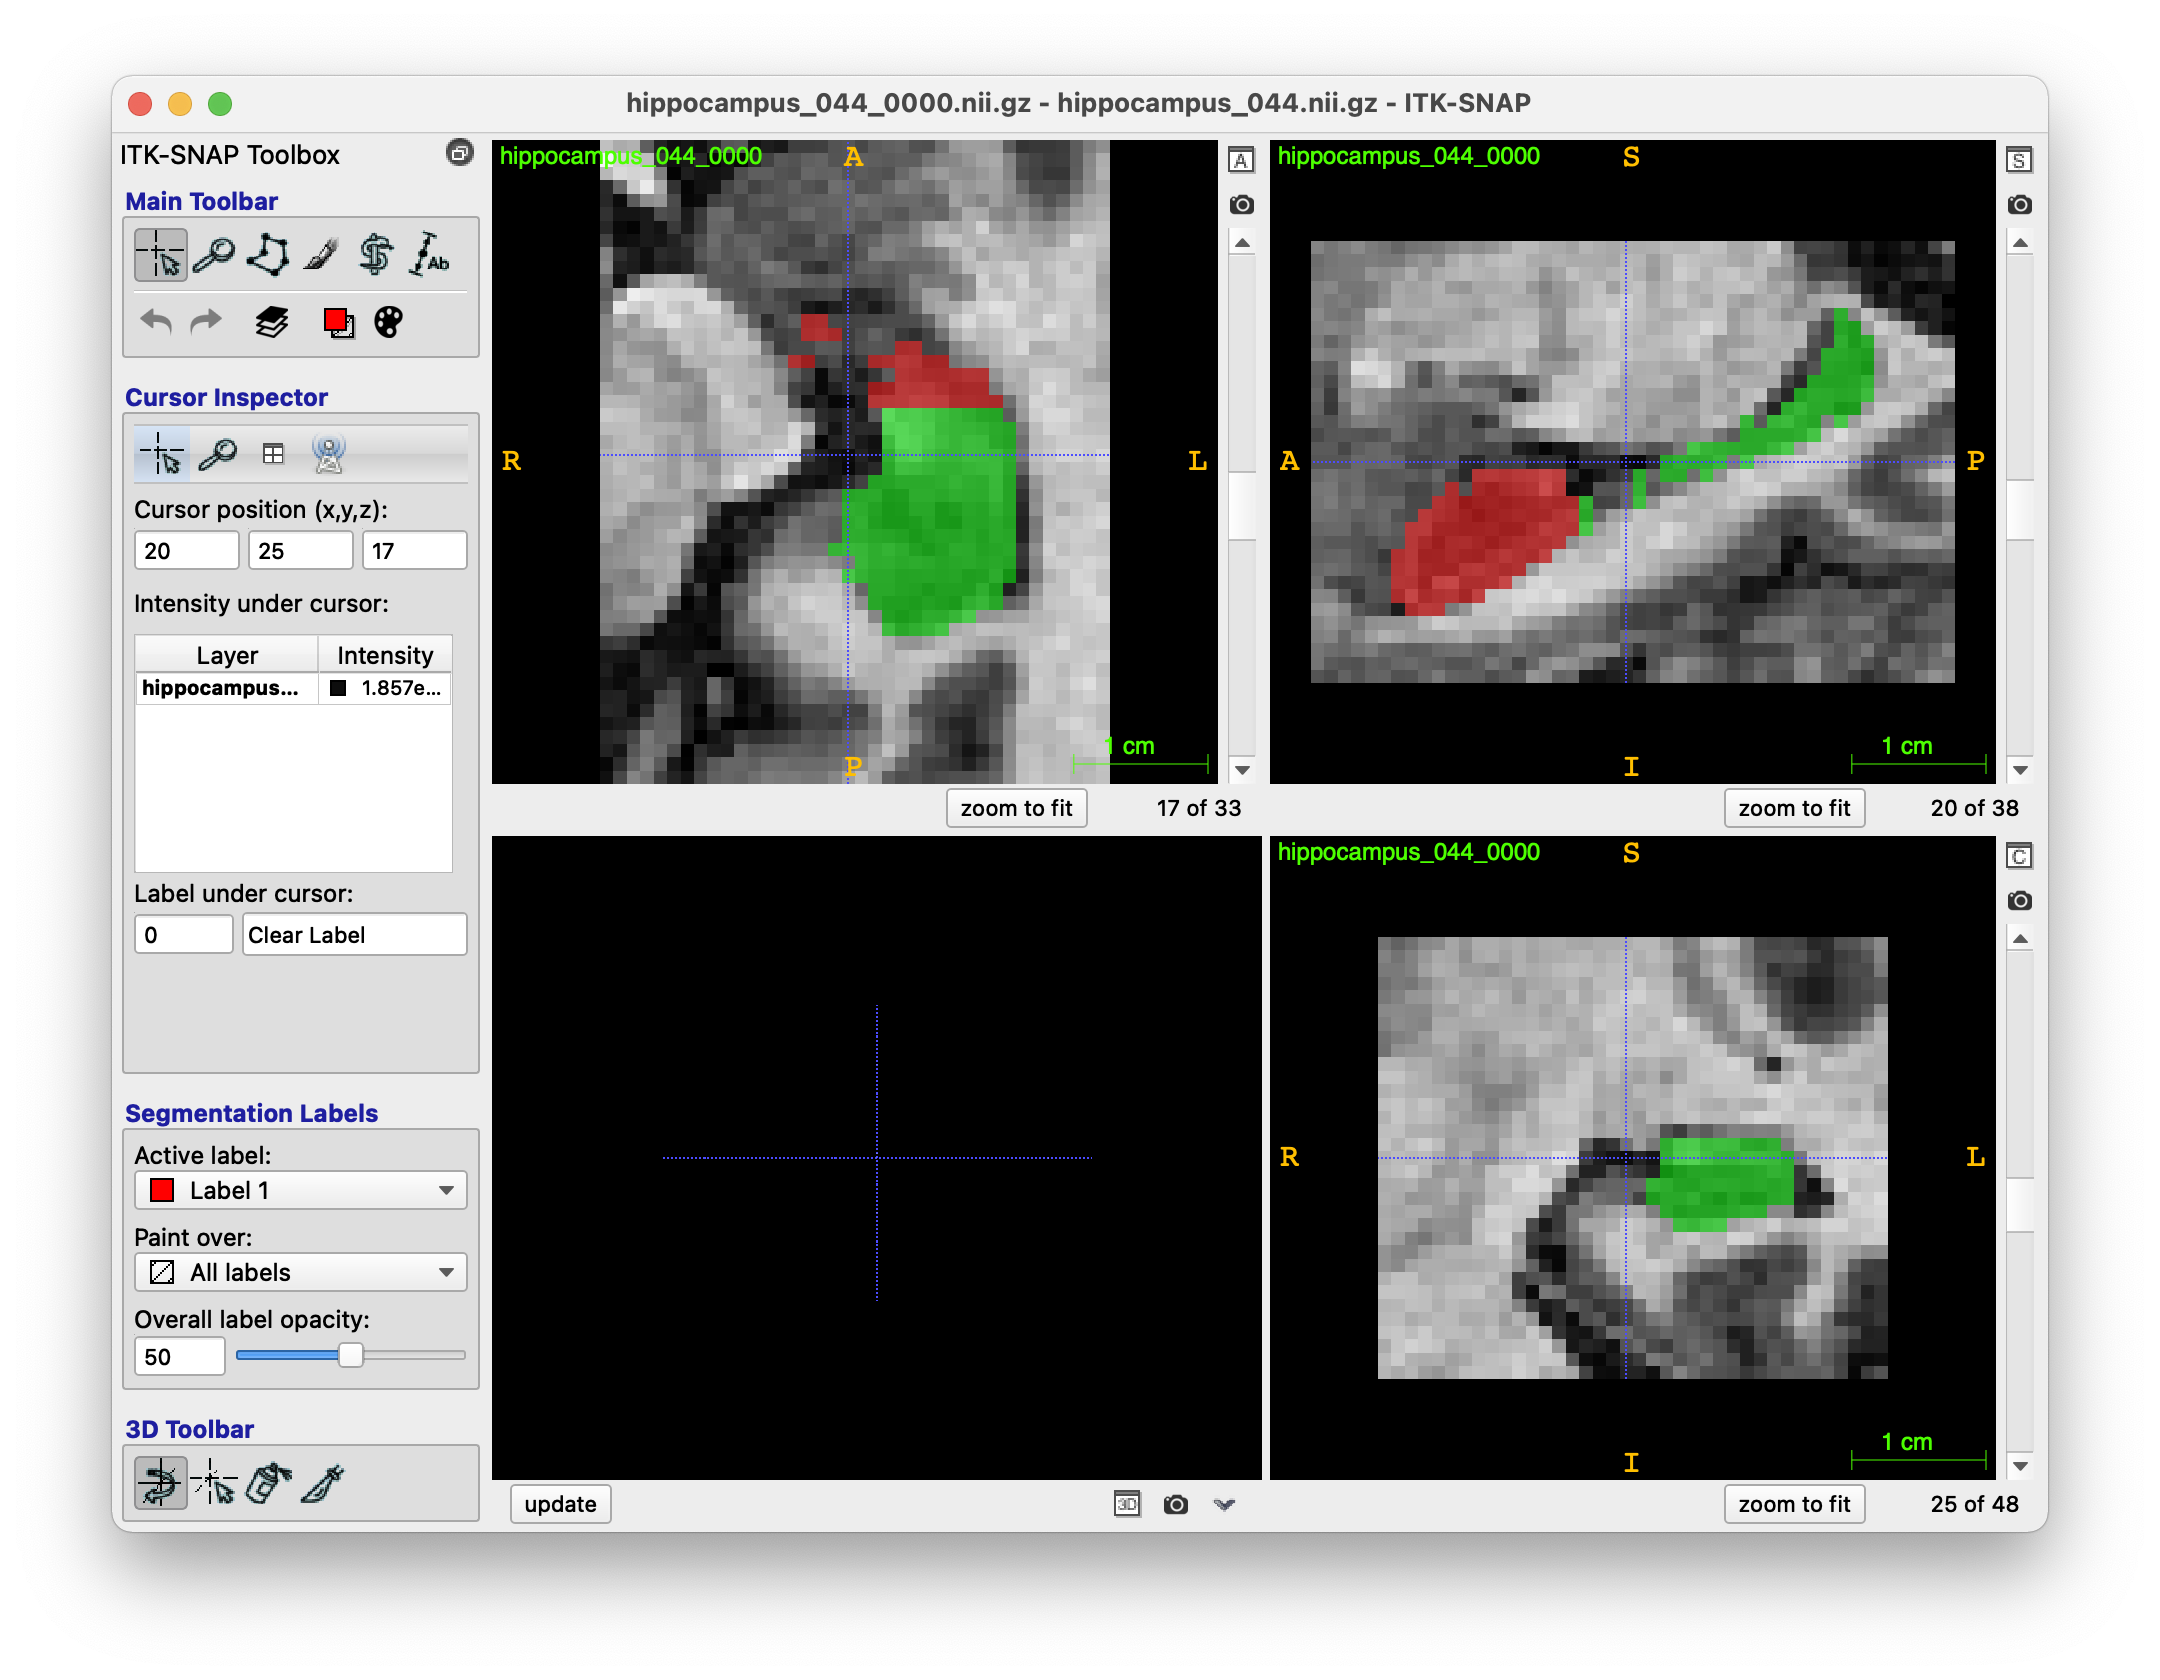 hippocampus_044_0000.nii.gz - hippocampus_044.nii.gz - ITK-SNAP
ITK-SNAP Toolbox
Main Toolbar
Ab
Cursor Inspector
Cursor position (x,y,z):
20 25 17
Intensity under cursor:
Layer Intensity
hippocampus... 1.857e...
Label under cursor:
0 Clear Label
Segmentation Labels
Active label:
Label 1
Paint over:
All labels
Overall label opacity:
50
3D Toolbar
hippocampus_044_0000
A
A
R
L
P
1 cm
zoom to fit 17 of 33
hippocampus_044_0000
S
S
A
P
I
1 cm
zoom to fit 20 of 38
update
3D
hippocampus_044_0000
S
C
R
L
I
1 cm
zoom to fit 25 of 48